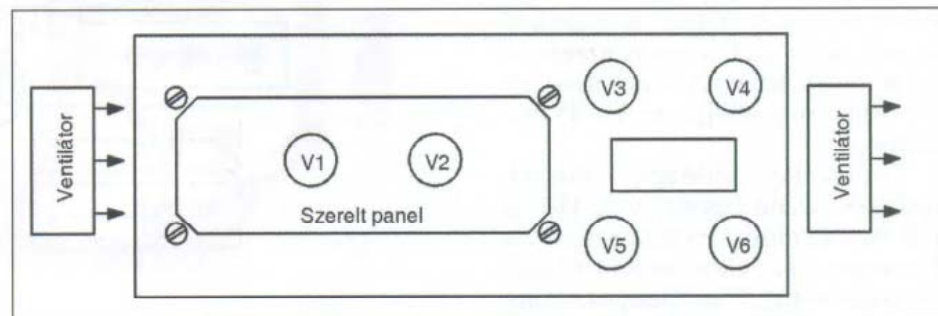 Ventilátor
V1
V2
Szerelt panel
V3
V4
V5
V6
Ventilátor